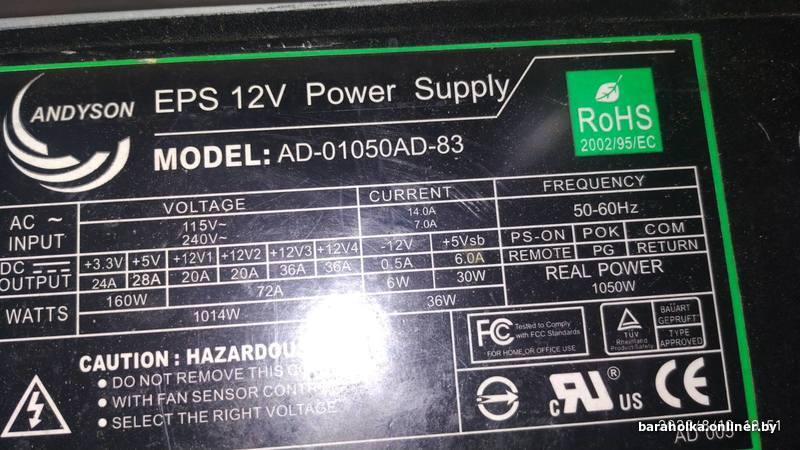 ANDYSON
EPS 12V Power Supply
MODEL: AD-01050AD-83
RoHS
2002/95/EC
AC ~ INPUT
VOLTAGE
CURRENT
FREQUENCY
115V~
14.0A
50-60Hz
240V~
7.0A
DC OUTPUT
+3.3V +5V +12V1 +12V2 +12V3 +12V4 -12V +5Vsb PS-ON POK COM
24A 28A 20A 20A 36A 36A 0.5A 6.0A REMOTE PG RETURN
WATTS
160W 72A 6W 30W REAL POWER
1014W 36W 1050W
CAUTION : HAZARDOU
● DO NOT REMOVE THIS
● WITH FAN SENSOR CONTR
● SELECT THE RIGHT VOLTAGE.
FC Tested to Comply
with FCC Standards
FOR HOME OR OFFICE USE
TÜV
Rheinland
Product Safety
BAUART
GEPRUFT
TYPE
APPROVED
c RU ® US
CE
AD 005
baraholka.onliner.by